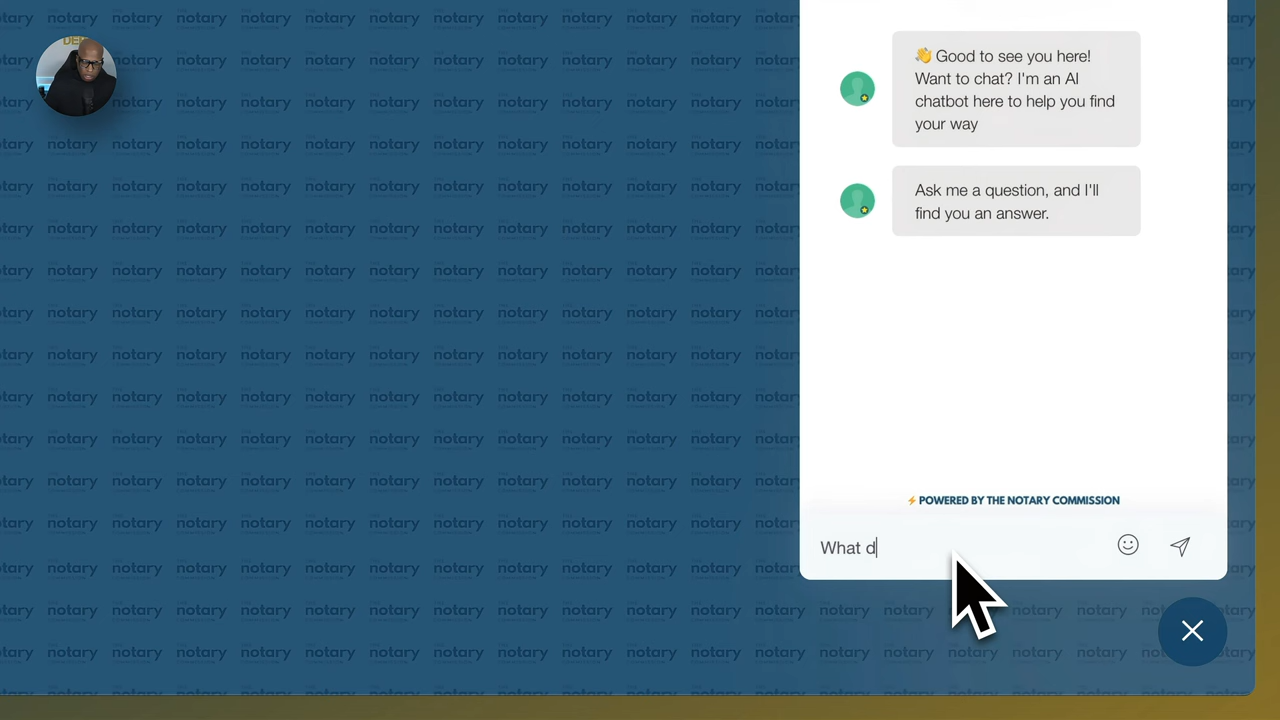 👋 Good to see you here!
Want to chat? I'm an AI
chatbot here to help you find
your way
Ask me a question, and I'll
find you an answer.
⚡ POWERED BY THE NOTARY COMMISSION
What d
notary